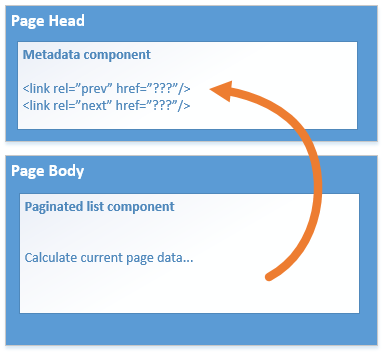 Page Head
Metadata component
<link rel=”prev” href=”???”/>
<link rel=”next” href=”???”/>
Page Body
Paginated list component
Calculate current page data...